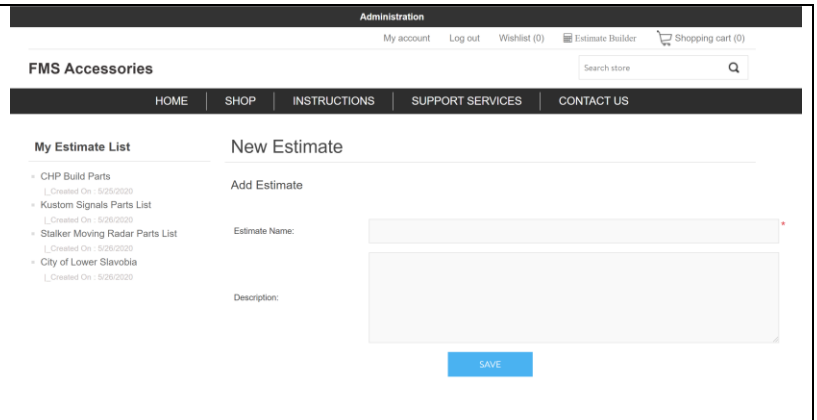 Administration
My account Log out Wishlist (0) Estimate Builder Shopping cart (0)
FMS Accessories
Search store
HOME SHOP INSTRUCTIONS SUPPORT SERVICES CONTACT US
My Estimate List
CHP Build Parts
|_Created On : 5/25/2020
Kustom Signals Parts List
|_Created On : 5/26/2020
Stalker Moving Radar Parts List
|_Created On : 5/26/2020
City of Lower Slavobia
|_Created On : 5/26/2020
New Estimate
Add Estimate
Estimate Name:
*
Description:
SAVE